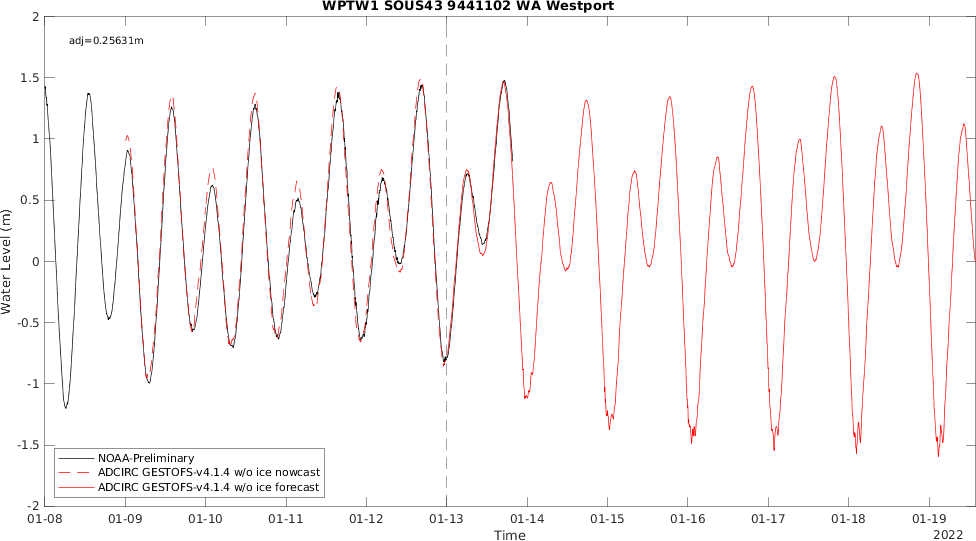 WPTW1 SOUS43 9441102 WA Westport
adj=0.25631m
Water Level (m)
2
1.5
1
0.5
0
-0.5
-1
-1.5
-2
NOAA-Preliminary
ADCIRC GESTOFS-v4.1.4 w/o ice nowcast
ADCIRC GESTOFS-v4.1.4 w/o ice forecast
01-08 01-09 01-10 01-11 01-12 01-13 01-14 01-15 01-16 01-17 01-18 01-19
Time
2022